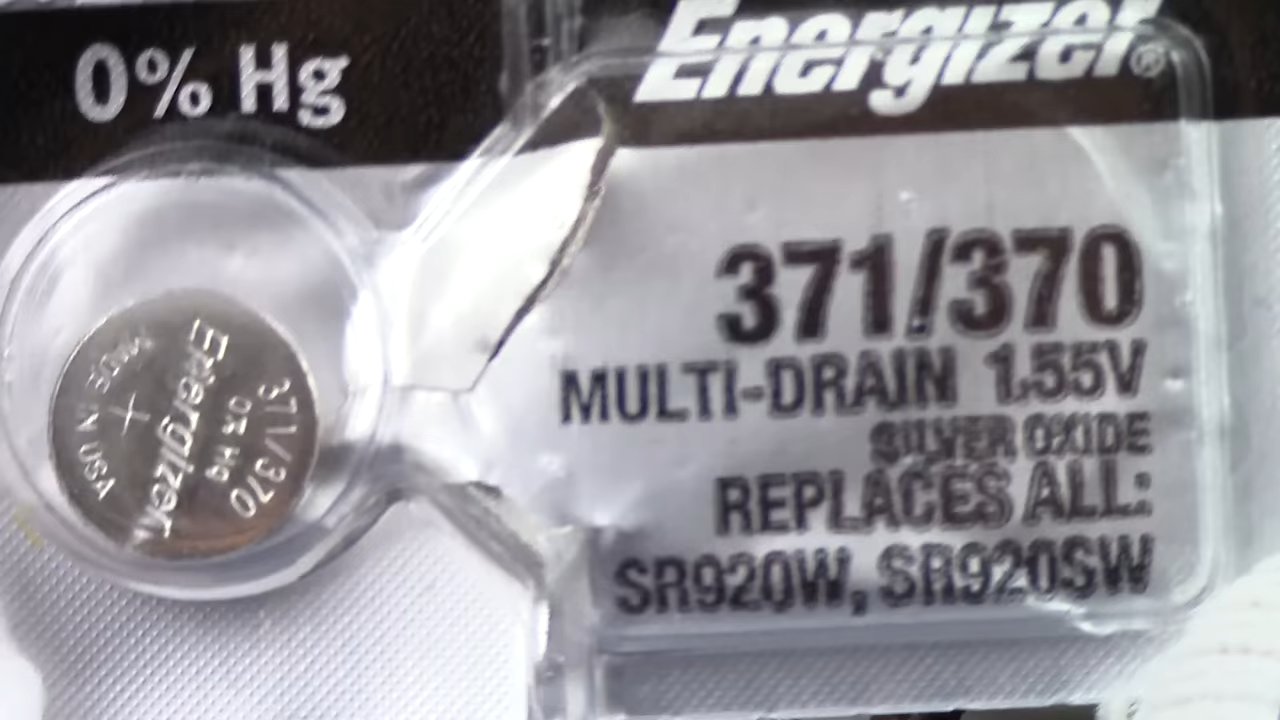 0% Hg
Energizer®
371/370
MULTI-DRAIN 1.55V
SILVER OXIDE
REPLACES ALL:
SR920W, SR920SW
371/370
0% Hg
Energizer
+
MADE IN USA